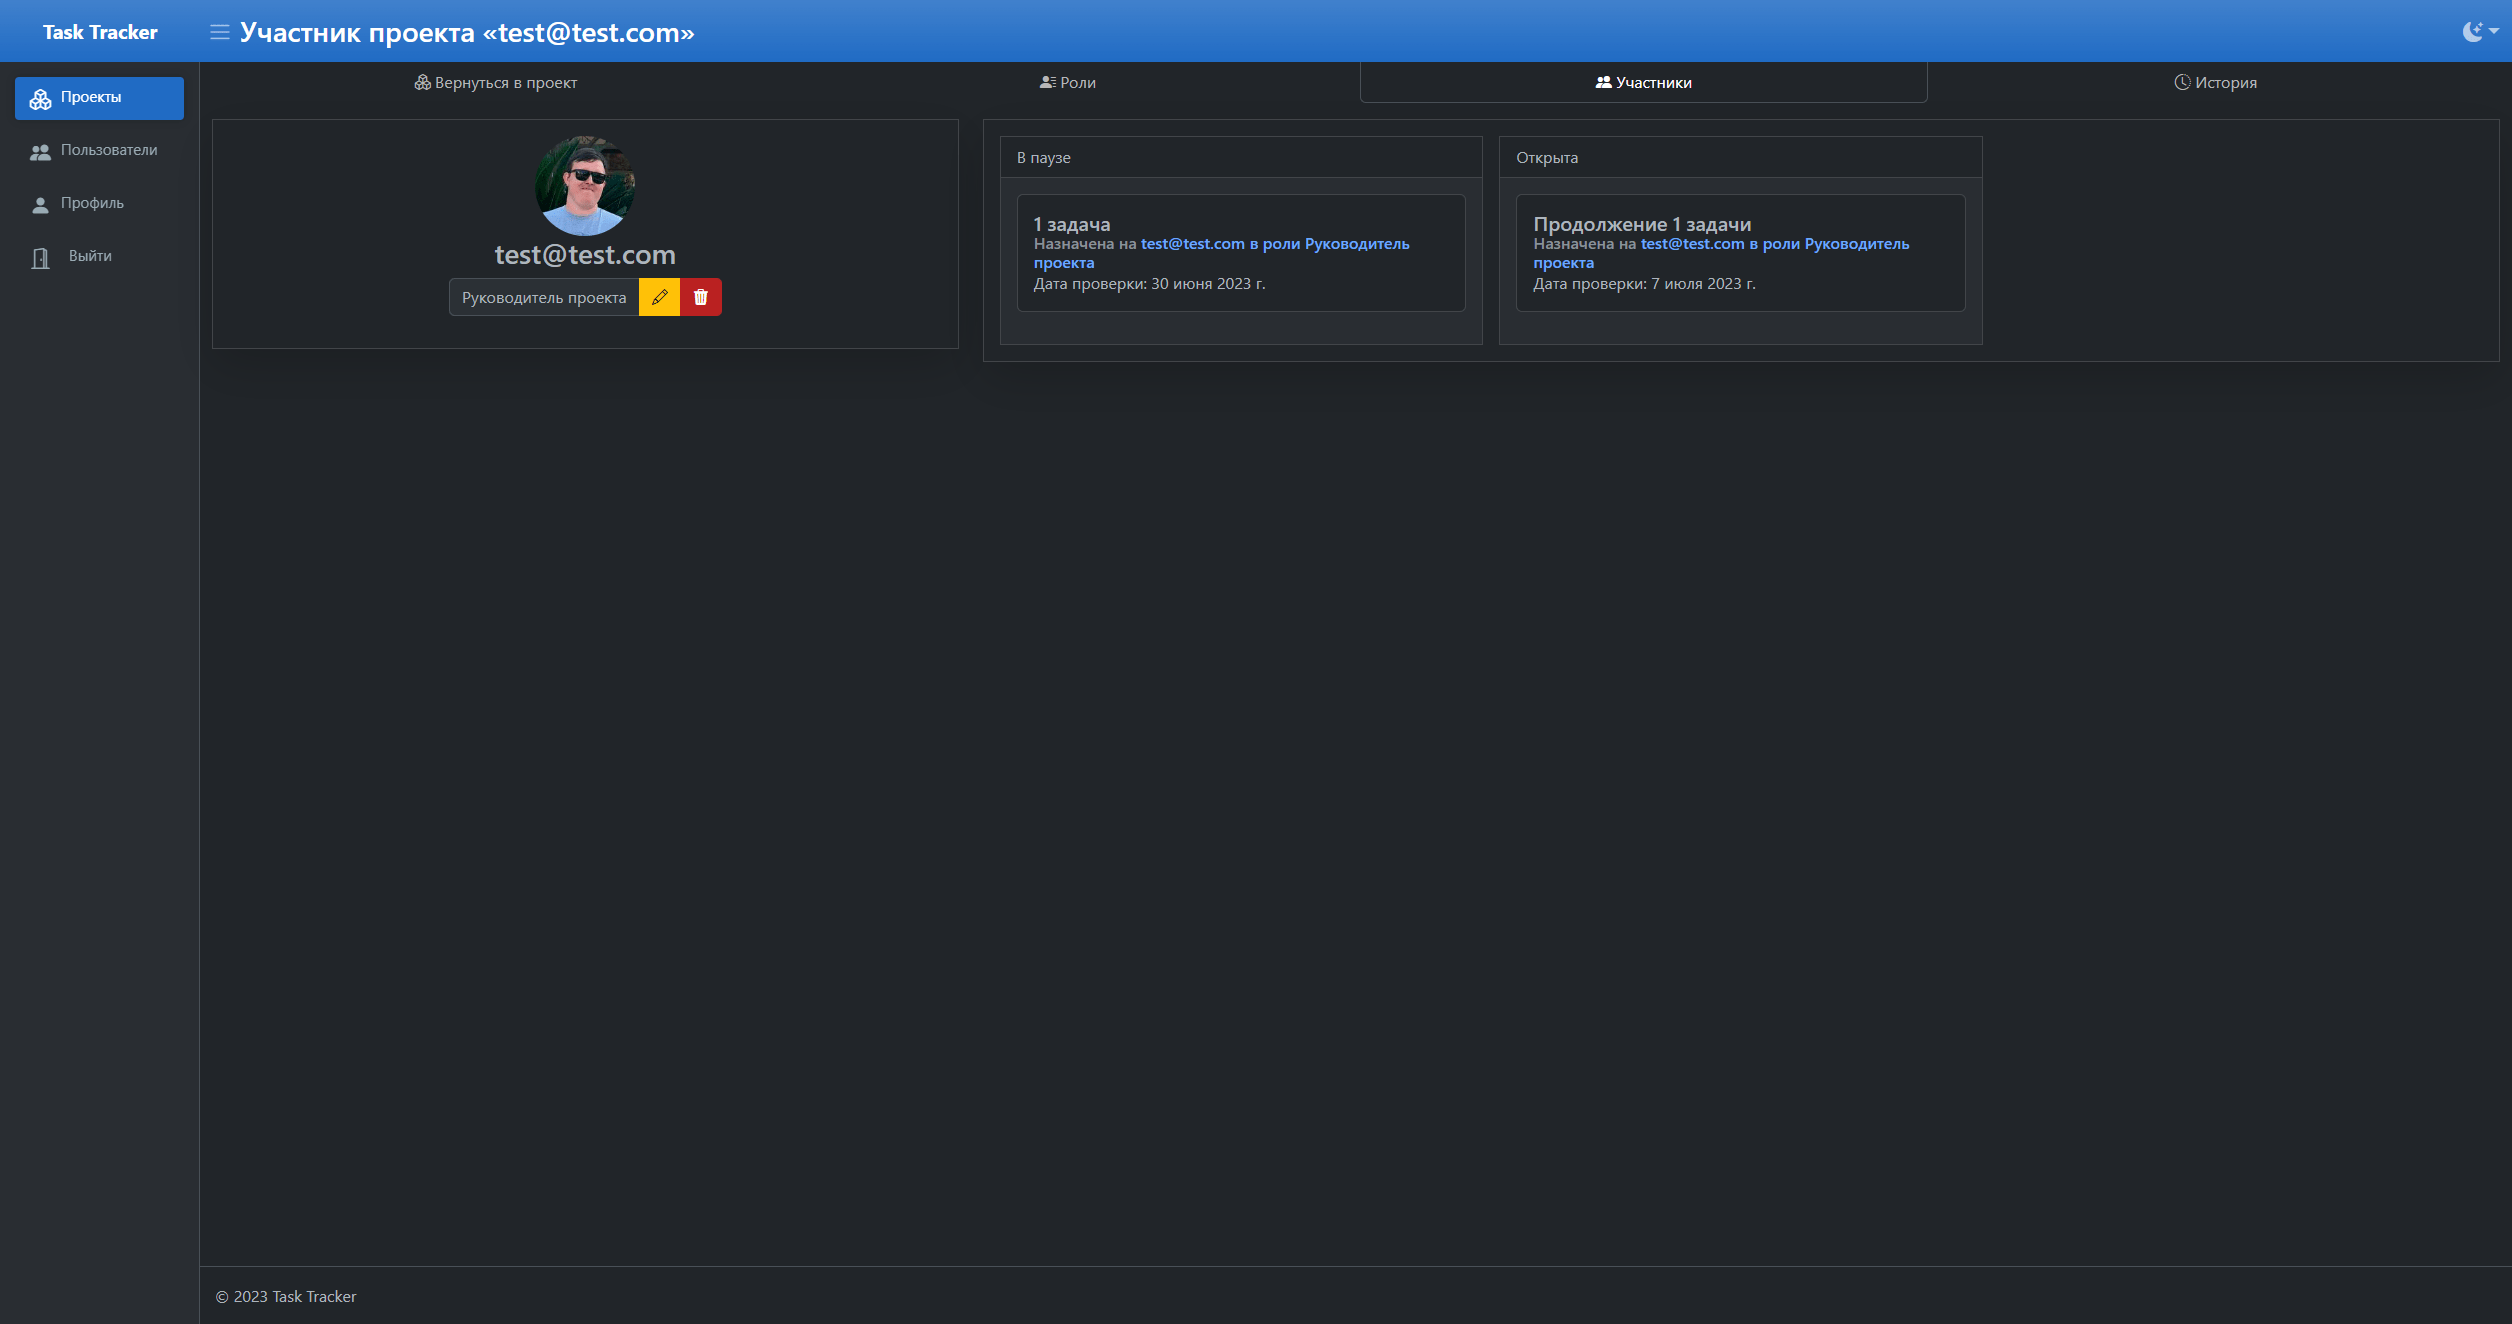 Task Tracker
Участник проекта «test@test.com»
Проекты
Пользователи
Профиль
Выйти
Вернуться в проект
Роли
Участники
История
test@test.com
Руководитель проекта
В паузе
1 задача
Назначена на test@test.com в роли Руководитель
проекта
Дата проверки: 30 июня 2023 г.
Открыта
Продолжение 1 задачи
Назначена на test@test.com в роли Руководитель
проекта
Дата проверки: 7 июля 2023 г.
© 2023 Task Tracker